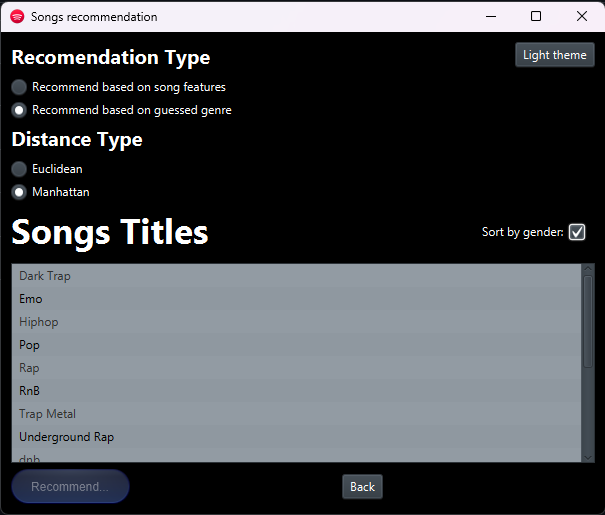 Songs recommendation
Recomendation Type
Light theme
Recommend based on song features
Recommend based on guessed genre
Distance Type
Euclidean
Manhattan
Songs Titles
Sort by gender:
Dark Trap
Emo
Hiphop
Pop
Rap
RnB
Trap Metal
Underground Rap
dnb
Recommend...
Back